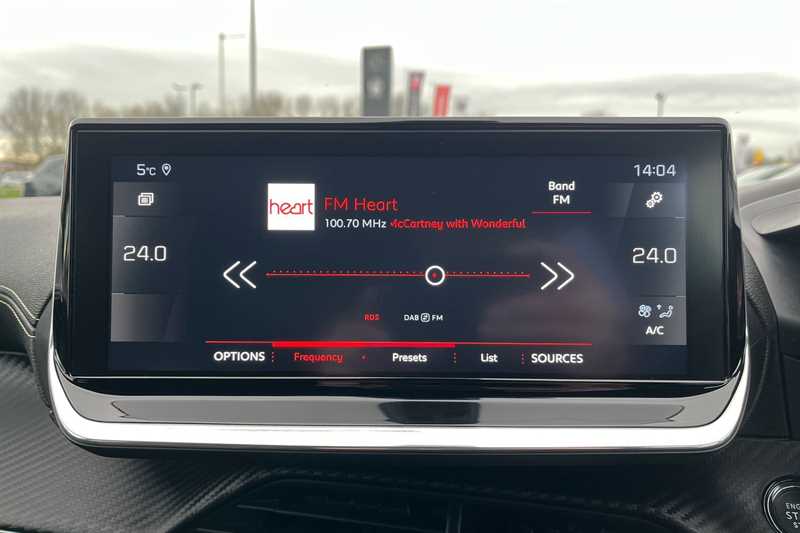 5°C
14:04
heart
FM Heart
100.70 MHz
McCartney with Wonderful
Band
FM
24.0
24.0
RDS
DAB FM
A/C
OPTIONS
Frequency
Presets
List
SOURCES